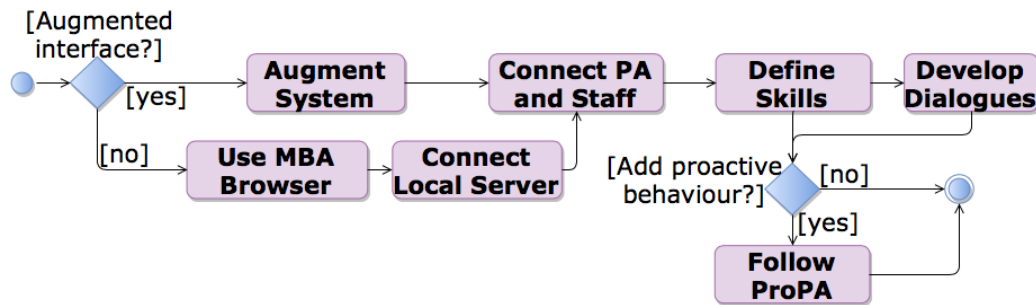 [Augmented
interface?]
[yes]
Augment
System
Connect PA
and Staff
Define
Skills
Develop
Dialogues
[no]
Use MBA
Browser
Connect
Local Server
[Add proactive
behaviour?]
[no]
[yes]
Follow
ProPA